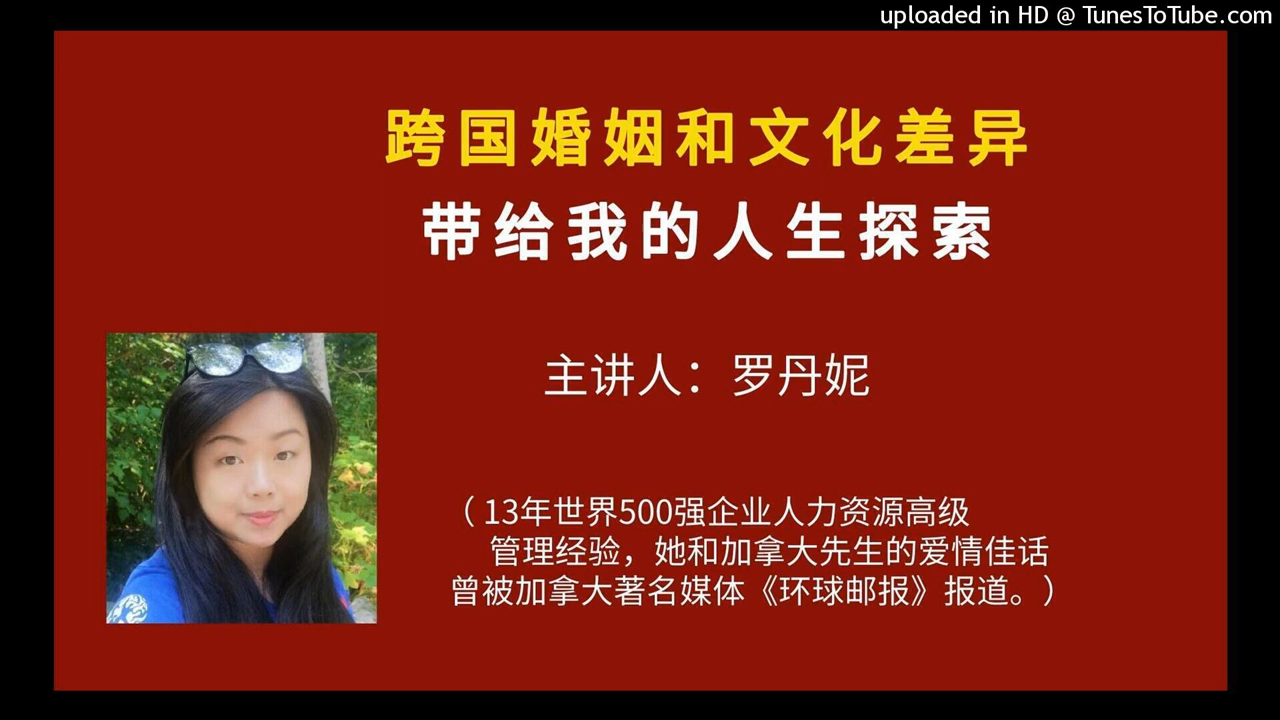 uploaded in HD @ TunesToTube.com
跨国婚姻和文化差异
带给我的人生探索
主讲人：罗丹妮
（13年世界500强企业人力资源高级
管理经验，她和加拿大先生的爱情佳话
曾被加拿大著名媒体《环球邮报》报道。）